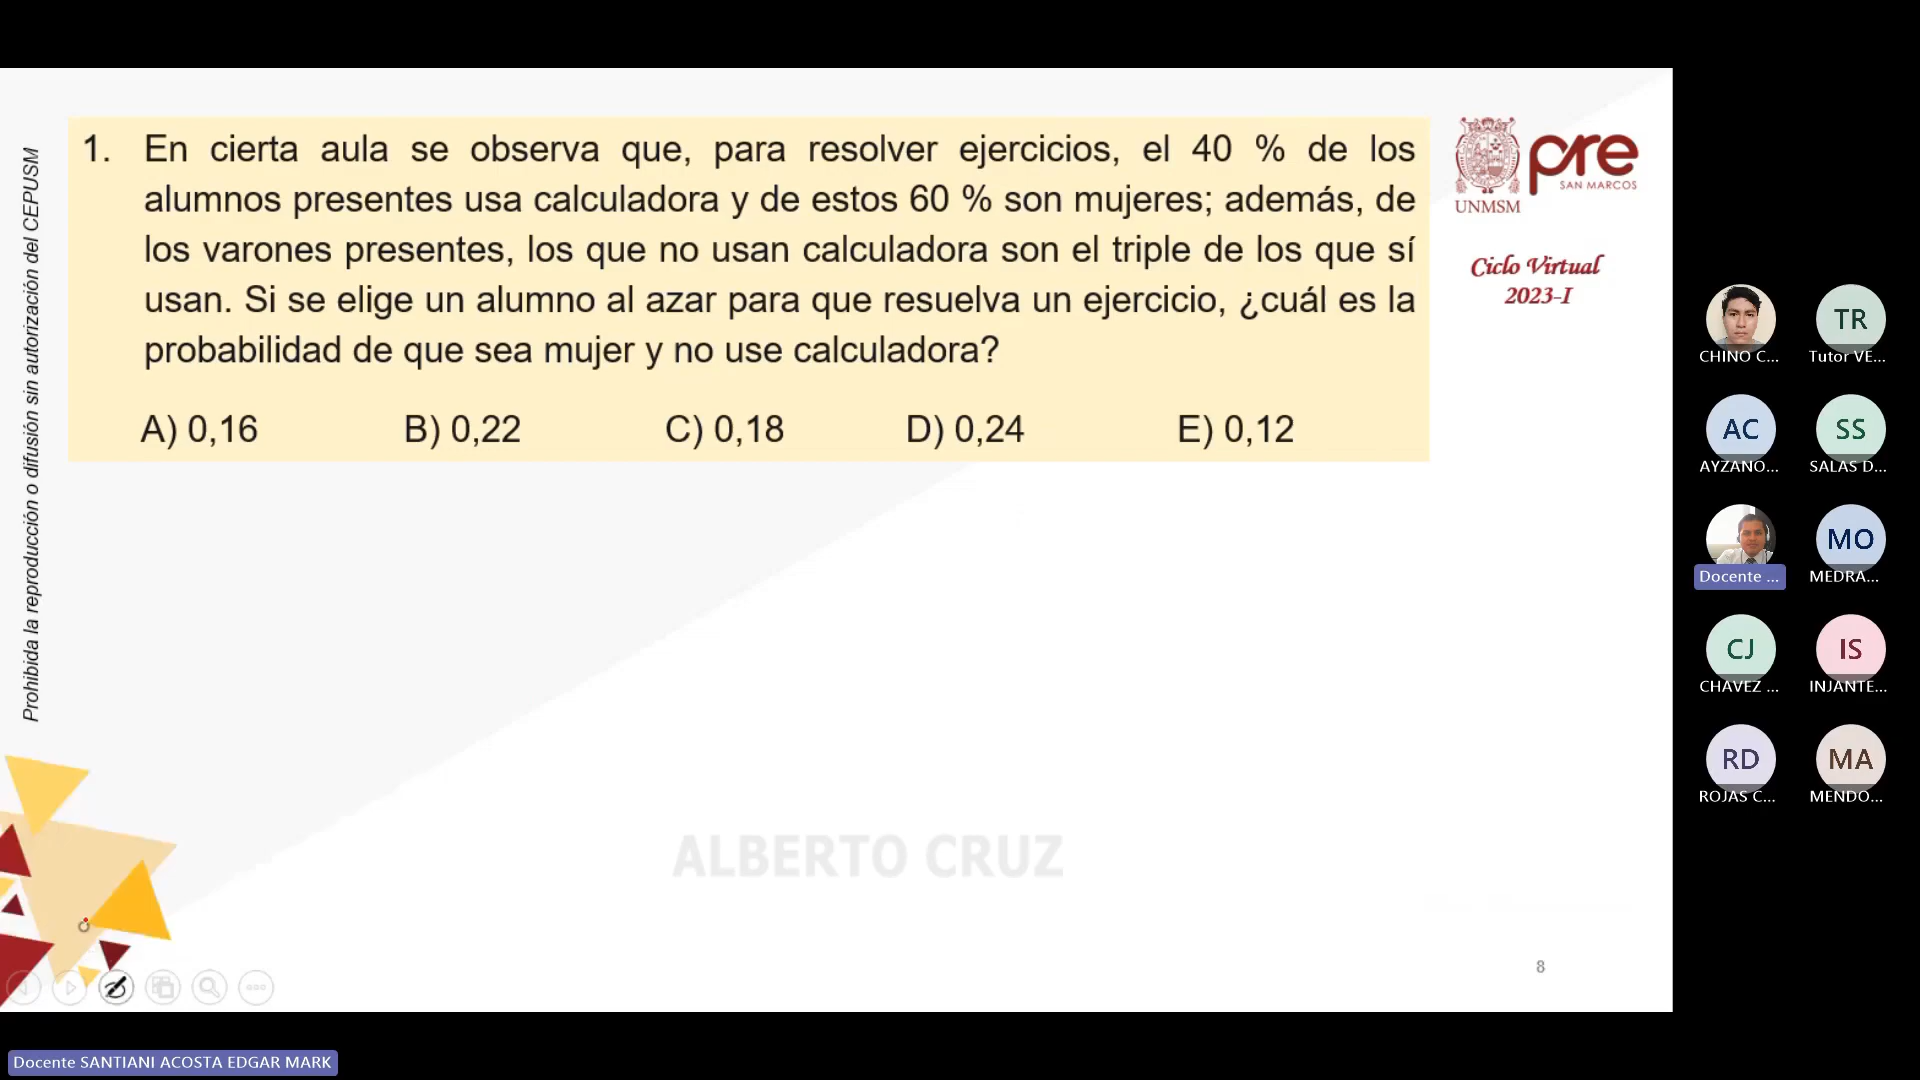 Prohibida la reproducción o difusión sin autorización del CEPUSM
1. En cierta aula se observa que, para resolver ejercicios, el 40 % de los
alumnos presentes usa calculadora y de estos 60 % son mujeres; además, de
los varones presentes, los que no usan calculadora son el triple de los que sí
usan. Si se elige un alumno al azar para que resuelva un ejercicio, ¿cuál es la
probabilidad de que sea mujer y no use calculadora?
A) 0,16 B) 0,22 C) 0,18 D) 0,24 E) 0,12
UNMSM
pre
SAN MARCOS
Ciclo Virtual
2023-I
ALBERTO CRUZ
8
CHINO C...
TR
Tutor VE...
AC
AYZANO...
SS
SALAS D...
Docente ...
MO
MEDRA...
CJ
CHAVEZ ...
IS
INJANTE...
RD
ROJAS C...
MA
MENDO...
Docente SANTIANI ACOSTA EDGAR MARK